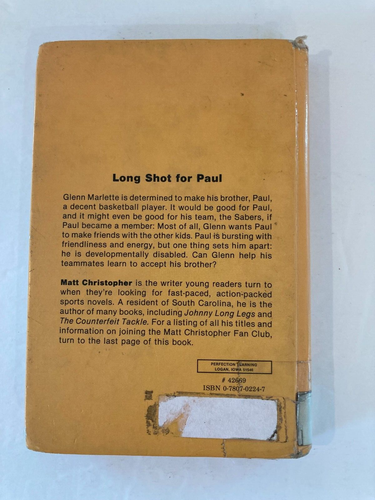 Long Shot for Paul
Glenn Marlette is determined to make his brother, Paul,
a decent basketball player. It would be good for Paul,
and it might even be good for his team, the Sabers, if
Paul became a member. Most of all, Glenn wants Paul
to make friends with the other kids. Paul is bursting with
friendliness and energy, but one thing sets him apart:
he is developmentally disabled. Can Glenn help his
teammates learn to accept his brother?
Matt Christopher is the writer young readers turn to
when they're looking for fast-paced, action-packed
sports novels. A resident of South Carolina, he is the
author of many books, including Johnny Long Legs and
The Counterfeit Tackle. For a listing of all his titles and
information on joining the Matt Christopher Fan Club,
turn to the last page of this book.
PERFECTION LEARNING
LOGAN, IOWA 51546
# 42669
ISBN 0-7807-0224-7